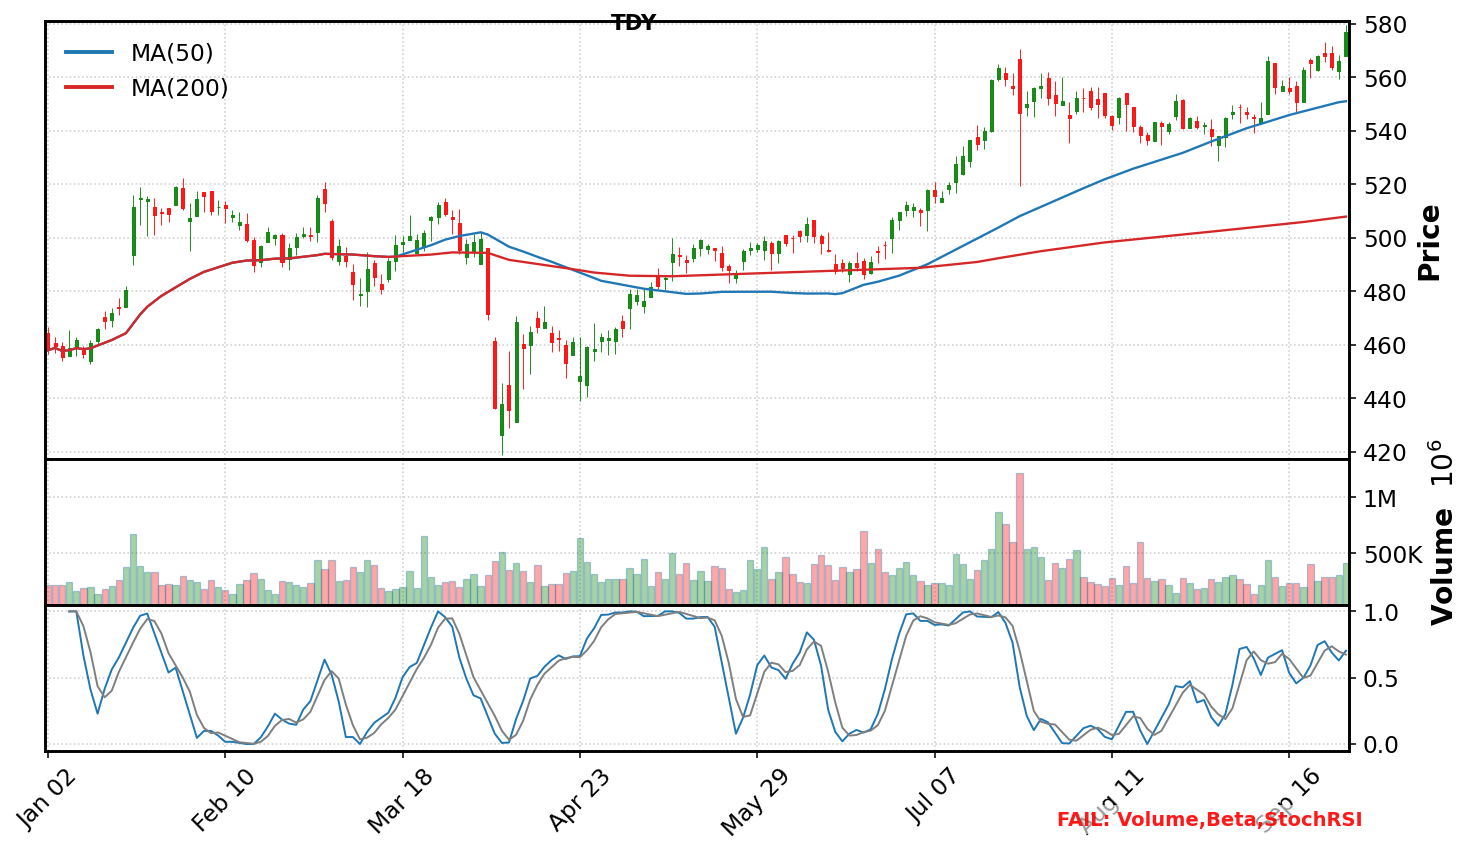 TDY
MA(50)
MA(200)
580
560
540
520
500
480
460
440
420
Price
1M
500K
Volume 10^6
1.0
0.5
0.0
Jan 02
Feb 10
Mar 18
Apr 23
May 29
Jul 07
Aug 11
Sep 16
FAIL: Volume,Beta,StochRSI